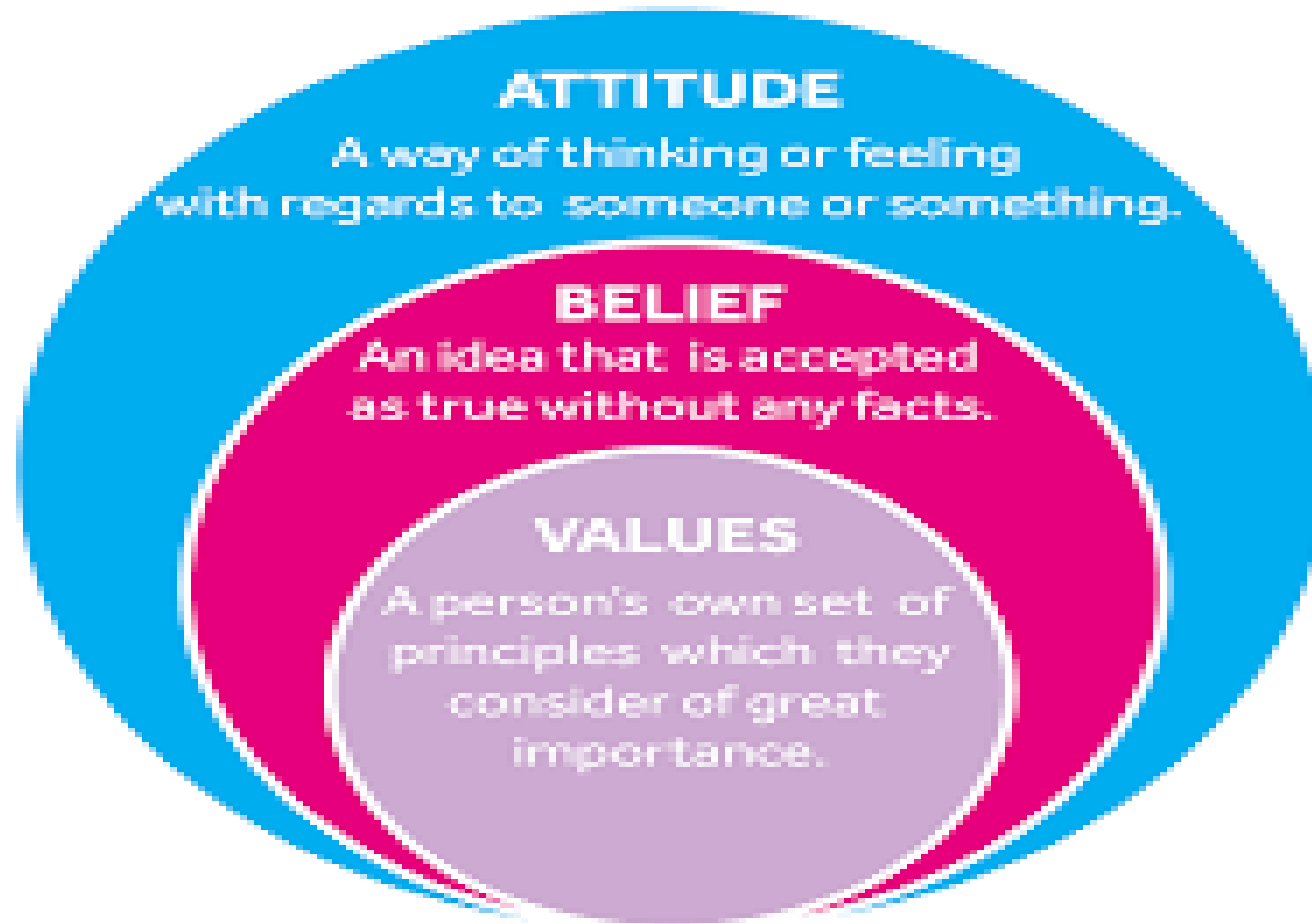 ATTITUDE
A way of thinking or feeling
with regards to someone or something.
BELIEF
An idea that is accepted
as true without any facts.
VALUES
A person's own set of
principles which they
consider of great
importance.